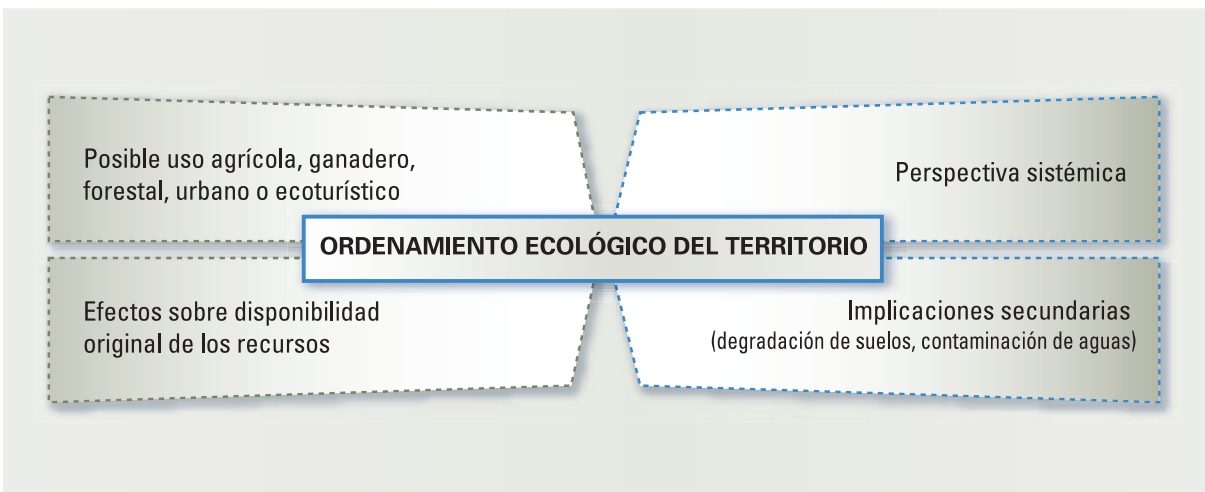 Posible uso agrícola, ganadero,
forestal, urbano o ecoturístico
Perspectiva sistémica
ORDENAMIENTO ECOLÓGICO DEL TERRITORIO
Efectos sobre disponibilidad
original de los recursos
Implicaciones secundarias
(degradación de suelos, contaminación de aguas)